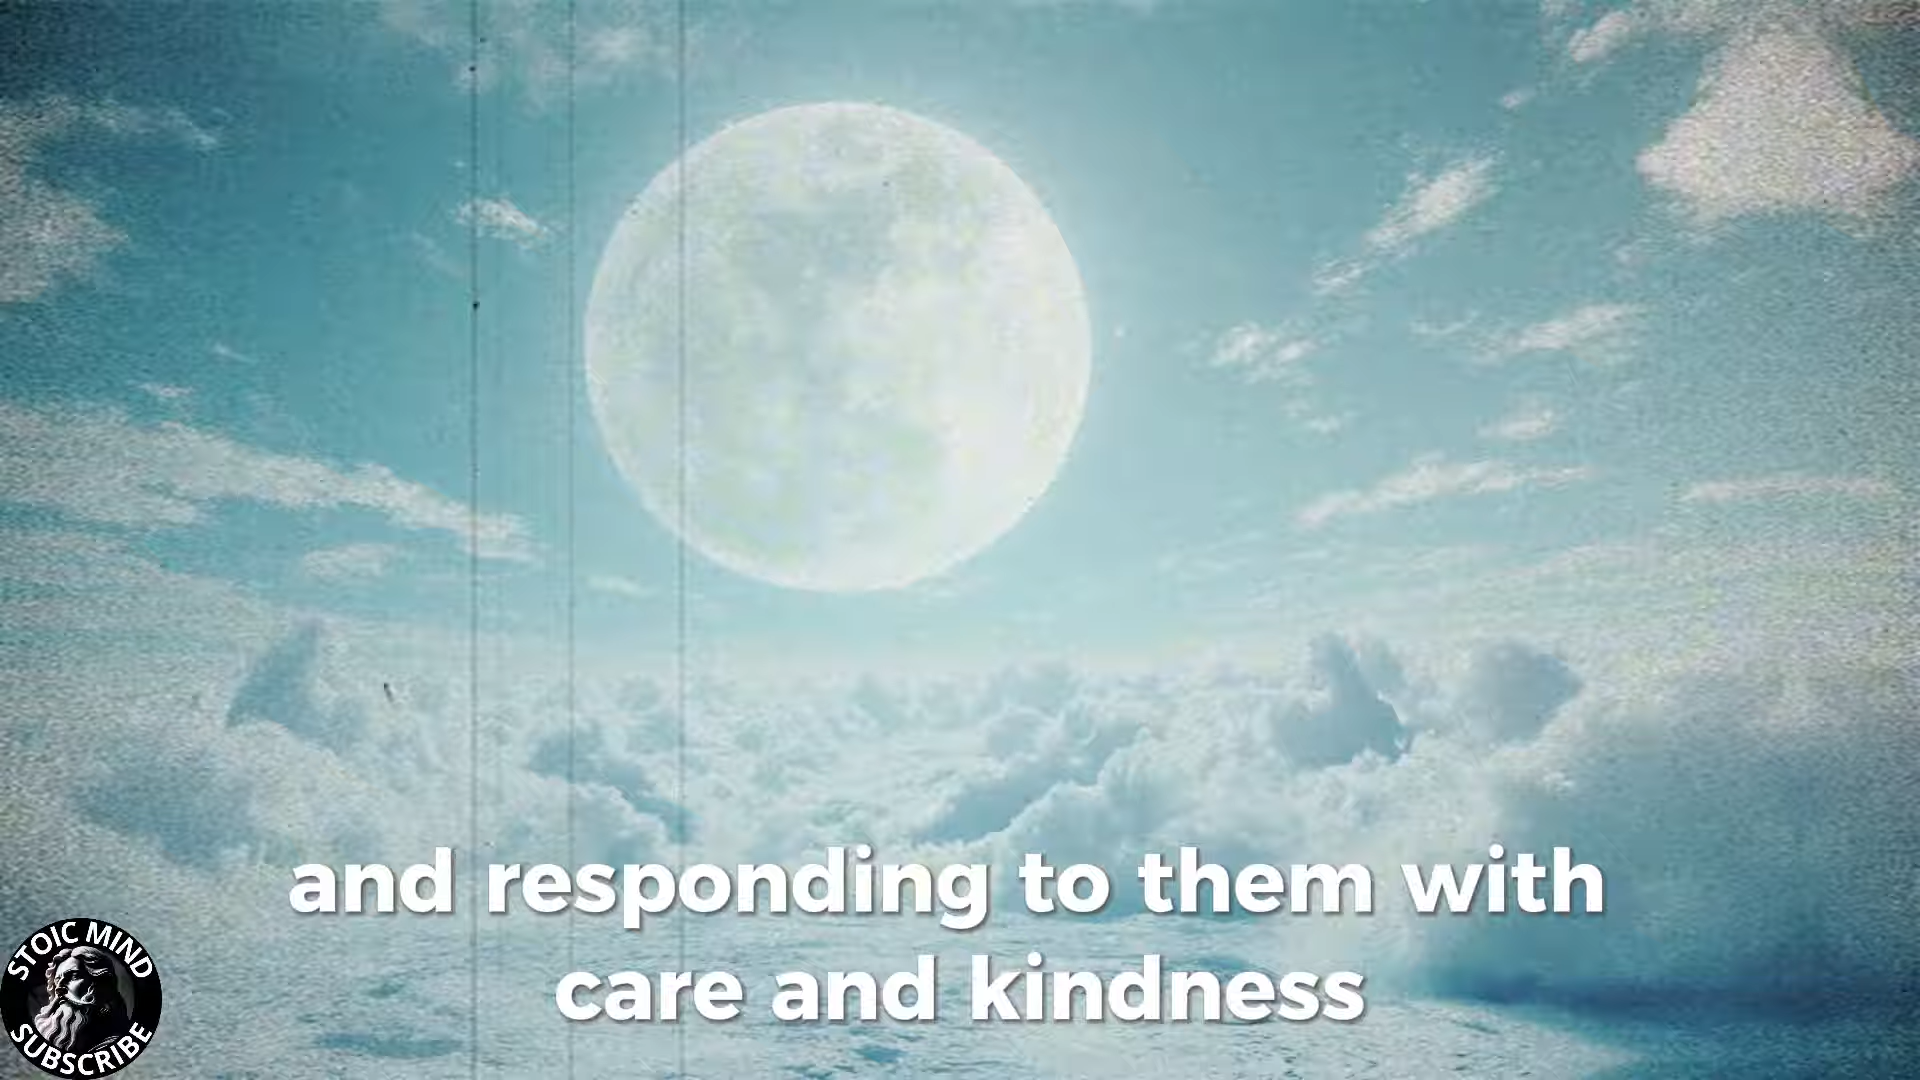 and responding to them with
care and kindness
STOIC MIND
SUBSCRIBE